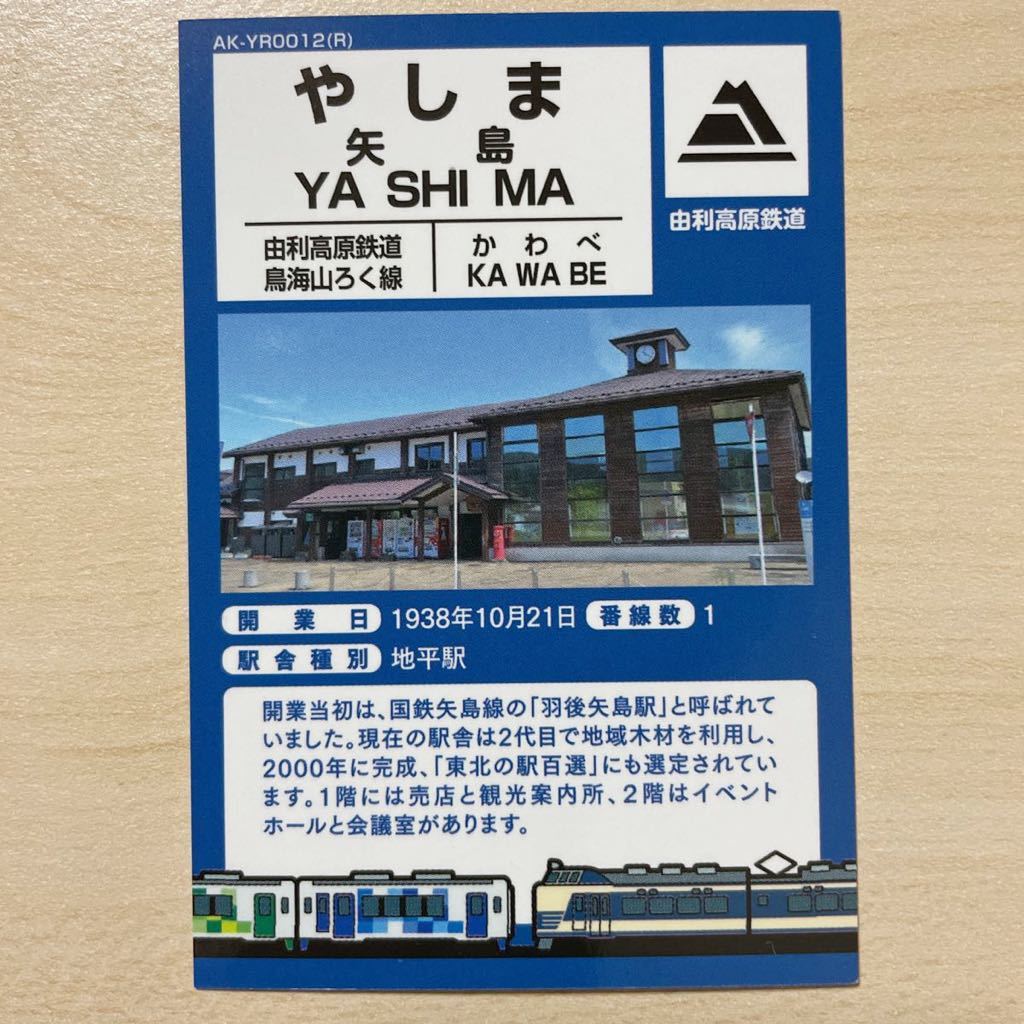 AK-YR0012(R)
やしま
矢島
YA SHI MA
由利高原鉄道
鳥海山ろく線
かわべ
KA WA BE
由利高原鉄道
開業日 1938年10月21日 番線数 1
駅舎種別 地平駅
開業当初は、国鉄矢島線の「羽後矢島駅」と呼ばれて
いました。現在の駅舎は2代目で地域木材を利用し、
2000年に完成、「東北の駅百選」にも選定されてい
ます。1階には売店と観光案内所、2階はイベント
ホールと会議室があります。